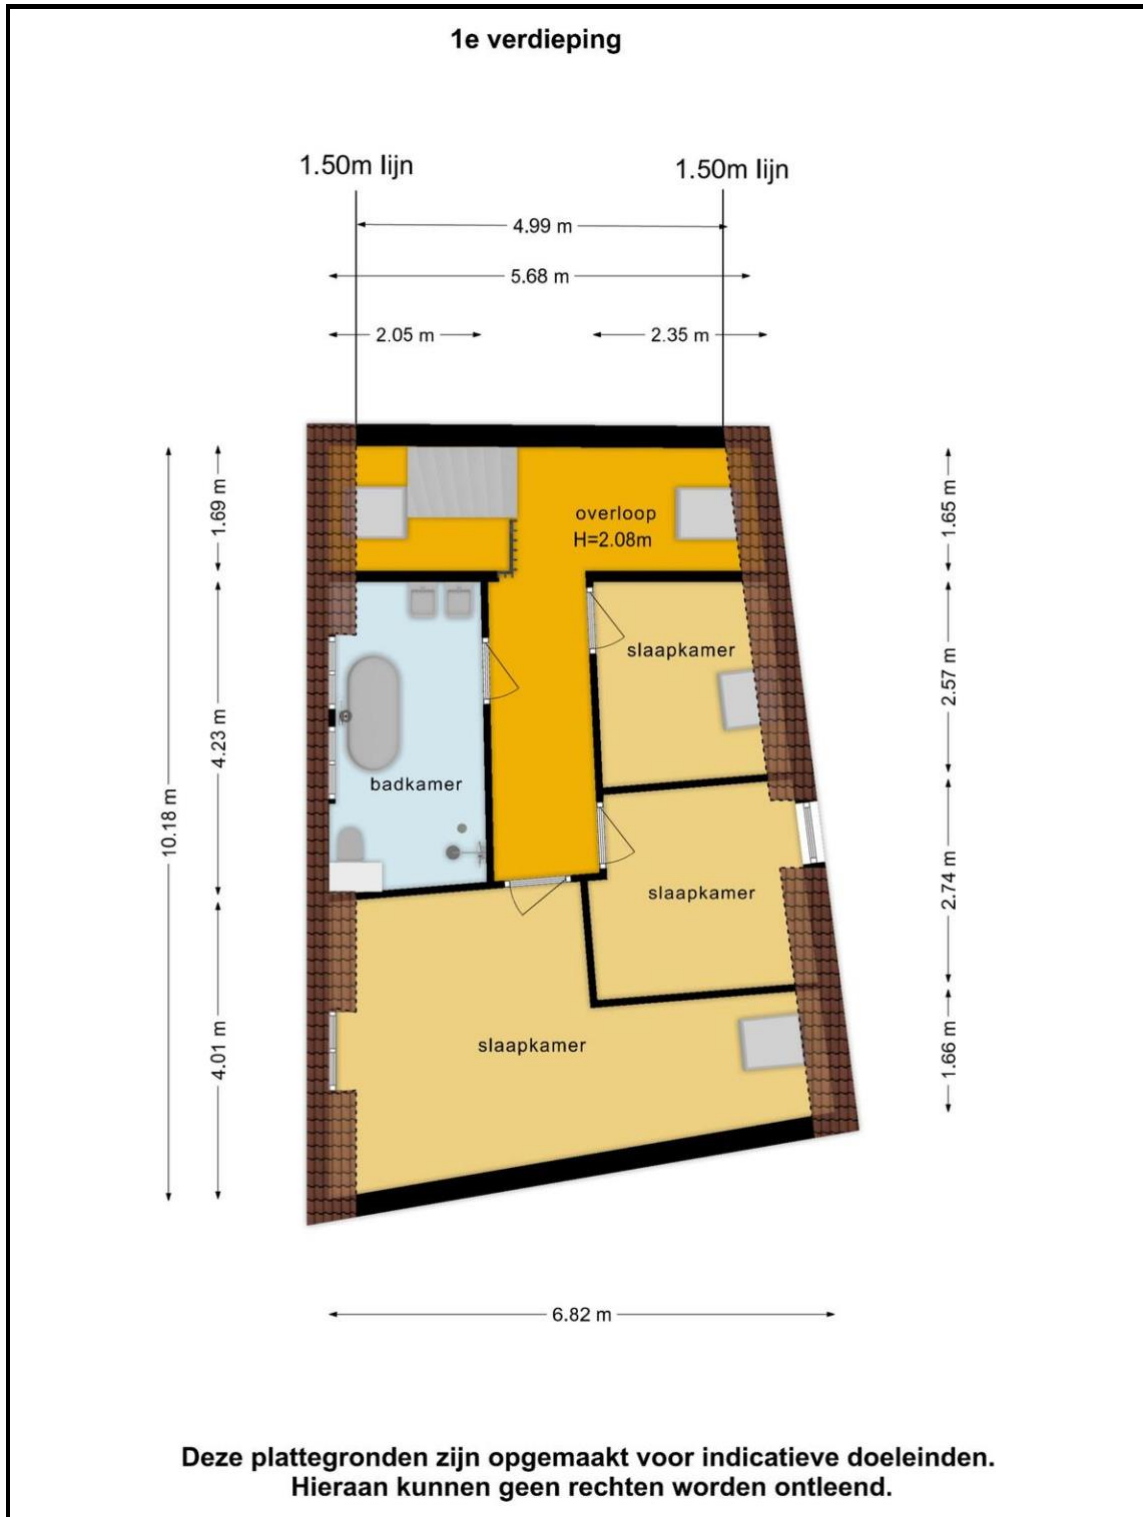 1e verdieping
1.50m lijn
1.50m lijn
4.99 m
5.68 m
2.05 m
2.35 m
1.69 m
1.65 m
overloop
H=2.08m
slaapkamer
2.57 m
4.23 m
badkamer
10.18 m
slaapkamer
2.74 m
slaapkamer
4.01 m
1.66 m
6.82 m
Deze plattegronden zijn opgemaakt voor indicatieve doeleinden.
Hieraan kunnen geen rechten worden ontleend.